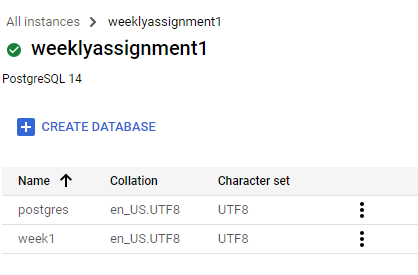 All instances > weeklyassignment1
weeklyassignment1
PostgreSQL 14
CREATE DATABASE
Name ↑ Collation Character set
postgres en_US.UTF8 UTF8
week1 en_US.UTF8 UTF8